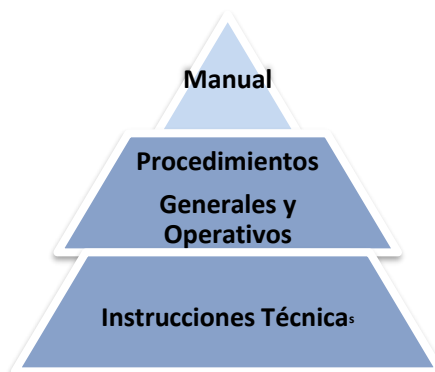 Manual
Procedimientos
Generales y
Operativos
Instrucciones Técnicas